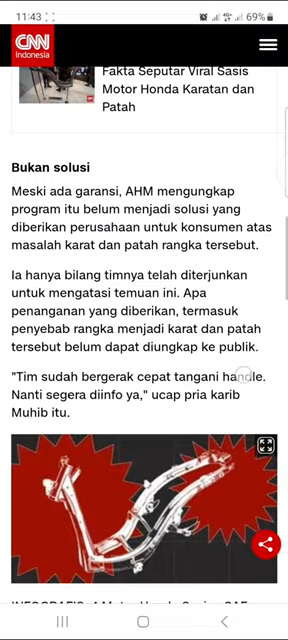 11:43
4G
69%
CNN
Indonesia
Fakta Seputar Viral Sasis
Motor Honda Karatan dan
Patah
Bukan solusi
Meski ada garansi, AHM mengungkap
program itu belum menjadi solusi yang
diberikan perusahaan untuk konsumen atas
masalah karat dan patah rangka tersebut.
Ia hanya bilang timnya telah diterjunkan
untuk mengatasi temuan ini. Apa
penanganan yang diberikan, termasuk
penyebab rangka menjadi karat dan patah
tersebut belum dapat diungkap ke publik.
"Tim sudah bergerak cepat tangani handle.
Nanti segera diinfo ya," ucap pria karib
Muhib itu.